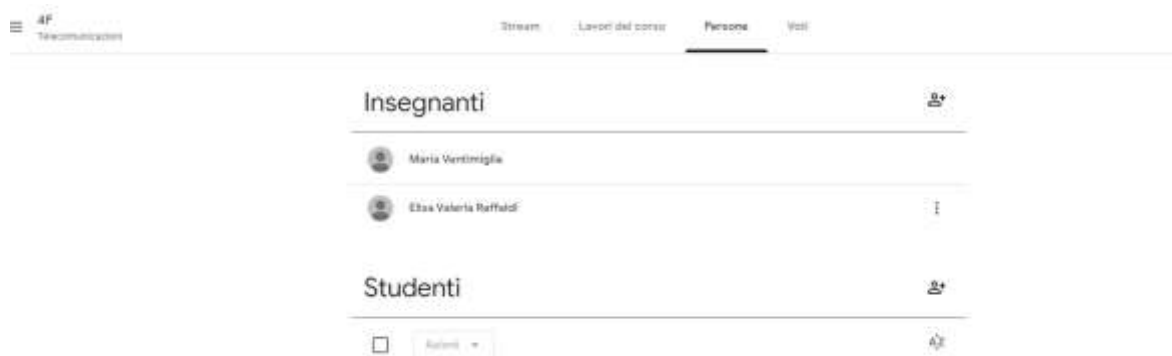 4F
Telecomunicazioni
Stream Lavori del corso Persone Voti
Insegnanti
Maria Ventimiglia
Elisa Valeria Raffaldi
Studenti
Azioni